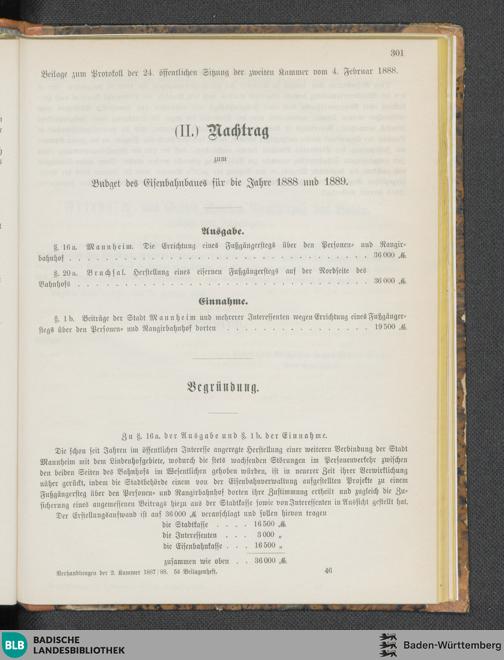 301
Beilage zum Protokoll der 24. öffentlichen Sitzung der zweiten Kammer vom 4. Februar 1888.
(II.) Nachtrag
zum
Budget des Eisenbahnbaues für die Jahre 1888 und 1889.
Ausgabe.
§. 16a. Mannheim. Die Errichtung eines Fußgängerstegs über den Personen- und Rangir-
bahnhof . . . . . . . . . . 36 000 ℳ.
§. 20a. Bruchsal. Herstellung eines eisernen Fußgängerstegs auf der Nordseite des
Bahnhofs . . . . . . . . . . 36 000 ℳ.
Einnahme.
§. 1b. Beiträge der Stadt Mannheim und mehrerer Interessenten wegen Errichtung eines Fußgänger-
stegs über den Personen- und Rangirbahnhof dorten . . . . . . . . . . 19 500 ℳ.
Begründung.
Zu §. 16a. der Ausgabe und §. 1b. der Einnahme.
Die schon seit Jahren im öffentlichen Interesse angeregte Herstellung einer weiteren Verbindung der Stadt
Mannheim mit dem Lindenhofgebiete, wodurch die stets wachsenden Störungen im Personenverkehr zwischen
den beiden Seiten des Bahnhofs im Wesentlichen gehoben würden, ist in neuerer Zeit ihrer Verwirklichung
näher gerückt, indem die Stadtbehörde einem von der Eisenbahnverwaltung aufgestellten Projekte zu einem
Fußgängersteg über den Personen- und Rangirbahnhof dorten ihre Zustimmung ertheilt und zugleich die Zu-
sicherung eines angemessenen Beitrags hiezu aus der Stadtkasse sowie von Interessenten in Aussicht gestellt hat.
Der Erstellungsaufwand ist auf 36 000 ℳ veranschlagt und sollen hievon tragen
die Stadtkasse . . . . 16 500 ℳ.
die Interessenten . . . 3 000 „
die Eisenbahnkasse . . . 16 500 „
zusammen wie oben . . 36 000 ℳ.
Verhandlungen der 2. Kammer 1887/88. 5s Beilagenheft. 46
BLB BADISCHE
LANDESBIBLIOTHEK
Baden-Württemberg